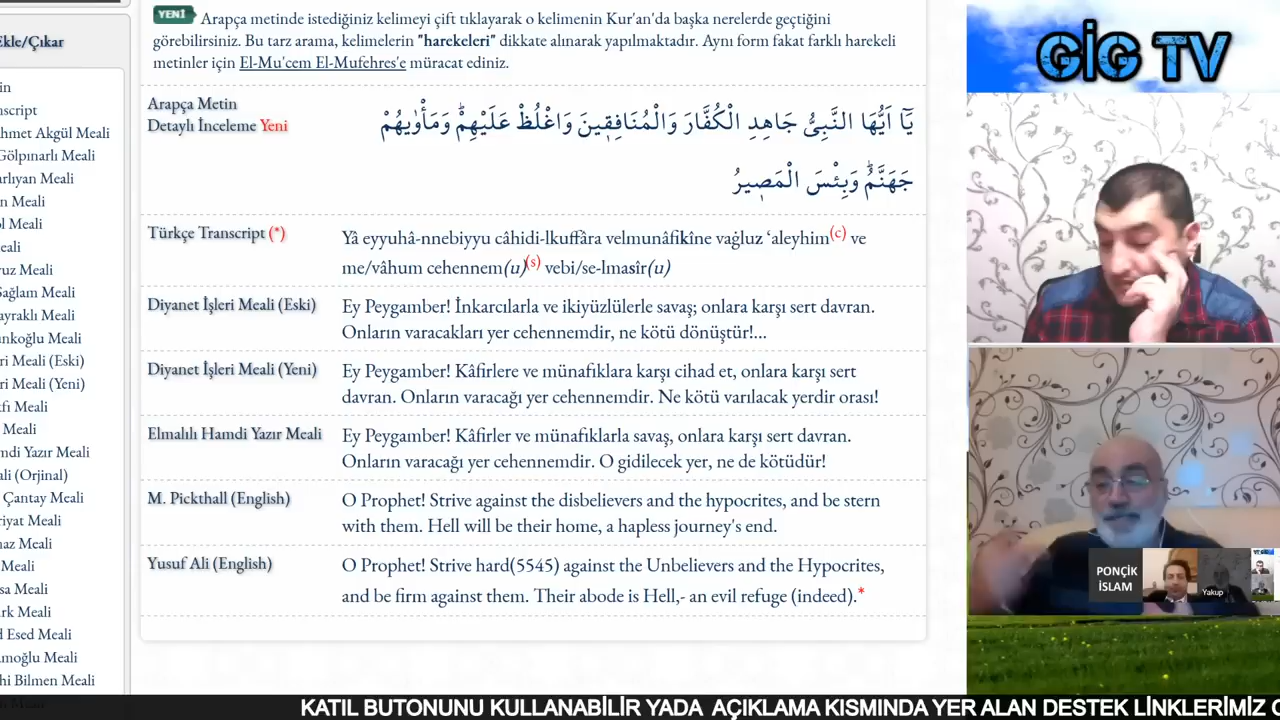 YENİ Arapça metinde istediğiniz kelimeyi çift tıklayarak o kelimenin Kur'an'da başka nerelerde geçtiğini
görebilirsiniz. Bu tarz arama, kelimelerin "harekeleri" dikkate alınarak yapılmaktadır. Aynı form fakat farklı harekeli
metinler için El-Mu'cem El-Mufehres'e müracat ediniz.
Ekle/Çıkar
in
nscript
hmet Akgül Meali
Gölpınarlı Meali
arlıyan Meali
n Meali
ol Meali
eali
uz Meali
Sağlam Meali
ayraklı Meali
unkoğlu Meali
ri Meali (Eski)
ri Meali (Yeni)
kfı Meali
Meali
mdi Yazır Meali
ali (Orjinal)
Çantay Meali
riyat Meali
naz Meali
Meali
sa Meali
ürk Meali
d Esed Meali
amoğlu Meali
hi Bilmen Meali
Arapça Metin
Detaylı İnceleme Yeni
يَٓا اَيُّهَا النَّبِيُّ جَاهِدِ الْكُفَّارَ وَالْمُنَافِق۪ينَ وَاغْلُظْ عَلَيْهِمْۜ وَمَأْوٰيهُمْ
جَهَنَّمُۜ وَبِئْسَ الْمَص۪يرُ
Türkçe Transcript (*)
Yâ eyyuhâ-nnebiyyu câhidi-lkuffâra velmunâfikîne vaġluz 'aleyhim(c) ve
me/vâhum cehennem(u)(s) vebi/se-lmasîr(u)
Diyanet İşleri Meali (Eski)
Ey Peygamber! İnkarcılarla ve ikiyüzlülerle savaş; onlara karşı sert davran.
Onların varacakları yer cehennemdir, ne kötü dönüştür!...
Diyanet İşleri Meali (Yeni)
Ey Peygamber! Kâfirlere ve münafıklara karşı cihad et, onlara karşı sert
davran. Onların varacağı yer cehennemdir. Ne kötü varılacak yerdir orası!
Elmalılı Hamdi Yazır Meali
Ey Peygamber! Kâfirler ve münafıklarla savaş, onlara karşı sert davran.
Onların varacağı yer cehennemdir. O gidilecek yer, ne de kötüdür!
M. Pickthall (English)
O Prophet! Strive against the disbelievers and the hypocrites, and be stern
with them. Hell will be their home, a hapless journey's end.
Yusuf Ali (English)
O Prophet! Strive hard(5545) against the Unbelievers and the Hypocrites,
and be firm against them. Their abode is Hell,- an evil refuge (indeed).*
GİG TV
PONÇİK
İSLAM
Yakup
KATIL BUTONUNU KULLANABİLİR YADA AÇIKLAMA KISMINDA YER ALAN DESTEK LİNKLERİMİZ